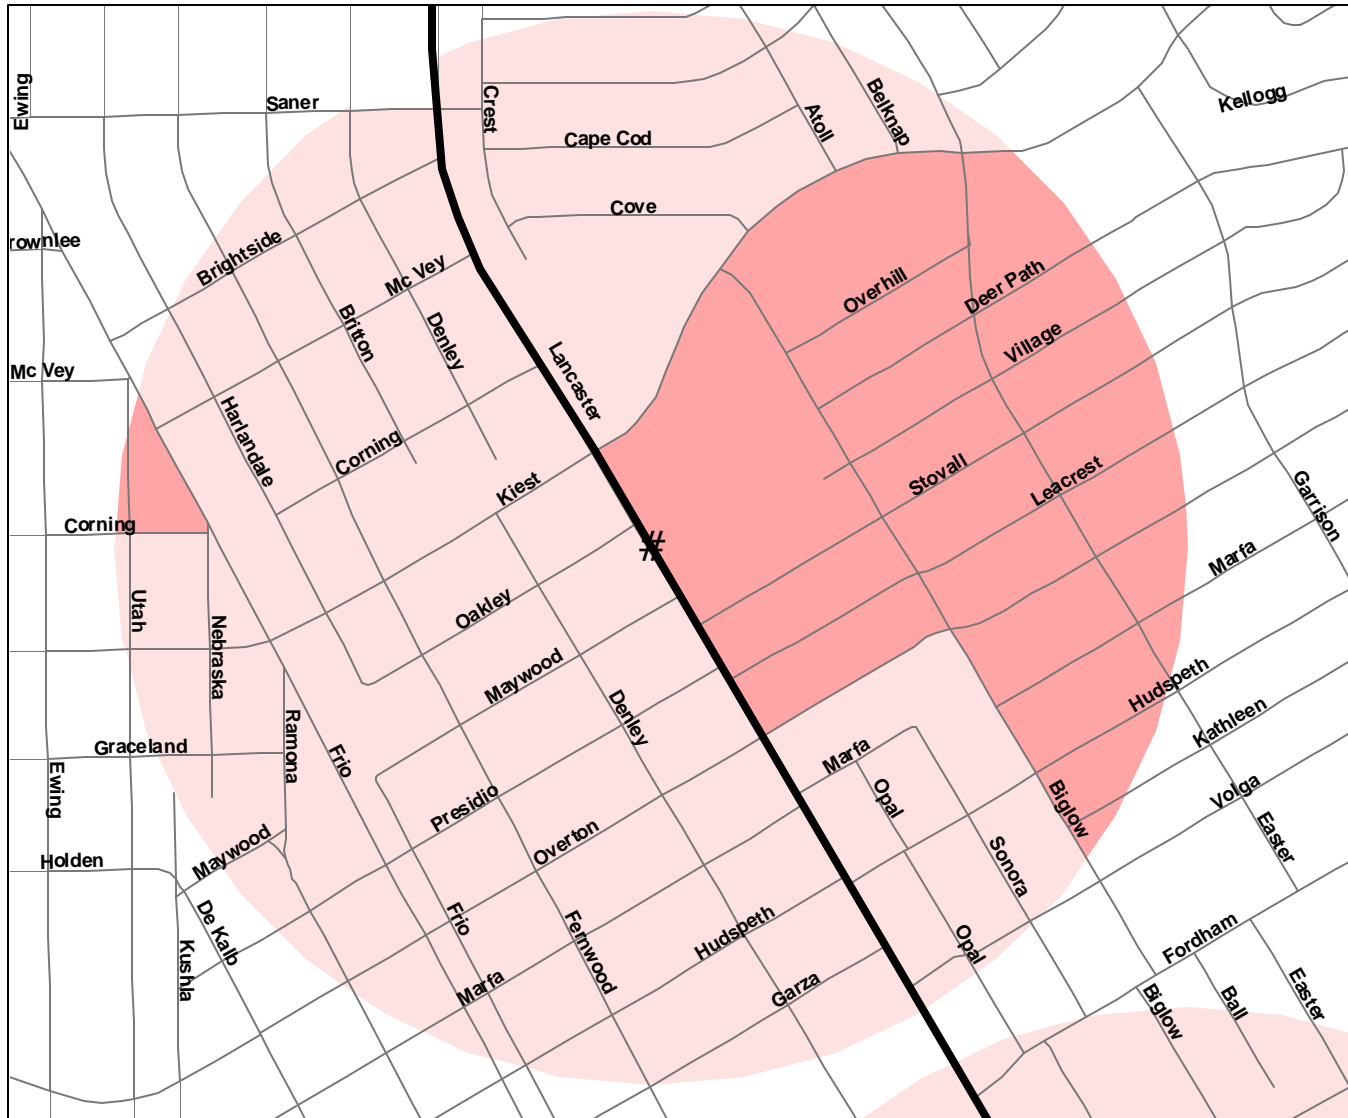 Ewing
Saner
Crest
Cape Cod
Atoll
Belknap
Kellogg
Cove
rownlee
Brightside
Mc Vey
Overhill
Deer Path
Britton
Denley
Village
Mc Vey
Lancaster
Harlandale
Corning
Kiest
Stovall
Leacrest
Garrison
Corning
#
Marfa
Utah
Nebraska
Oakley
Maywood
Denley
Hudspeth
Kathleen
Ramona
Frio
Graceland
Marfa
Ewing
Opal
Biglow
Volga
Presidio
Overton
Maywood
Holden
Sonora
Easter
De Kalb
Frio
Fernwood
Hudspeth
Opal
Fordham
Kushla
Marfa
Garza
Biglow
Ball
Easter